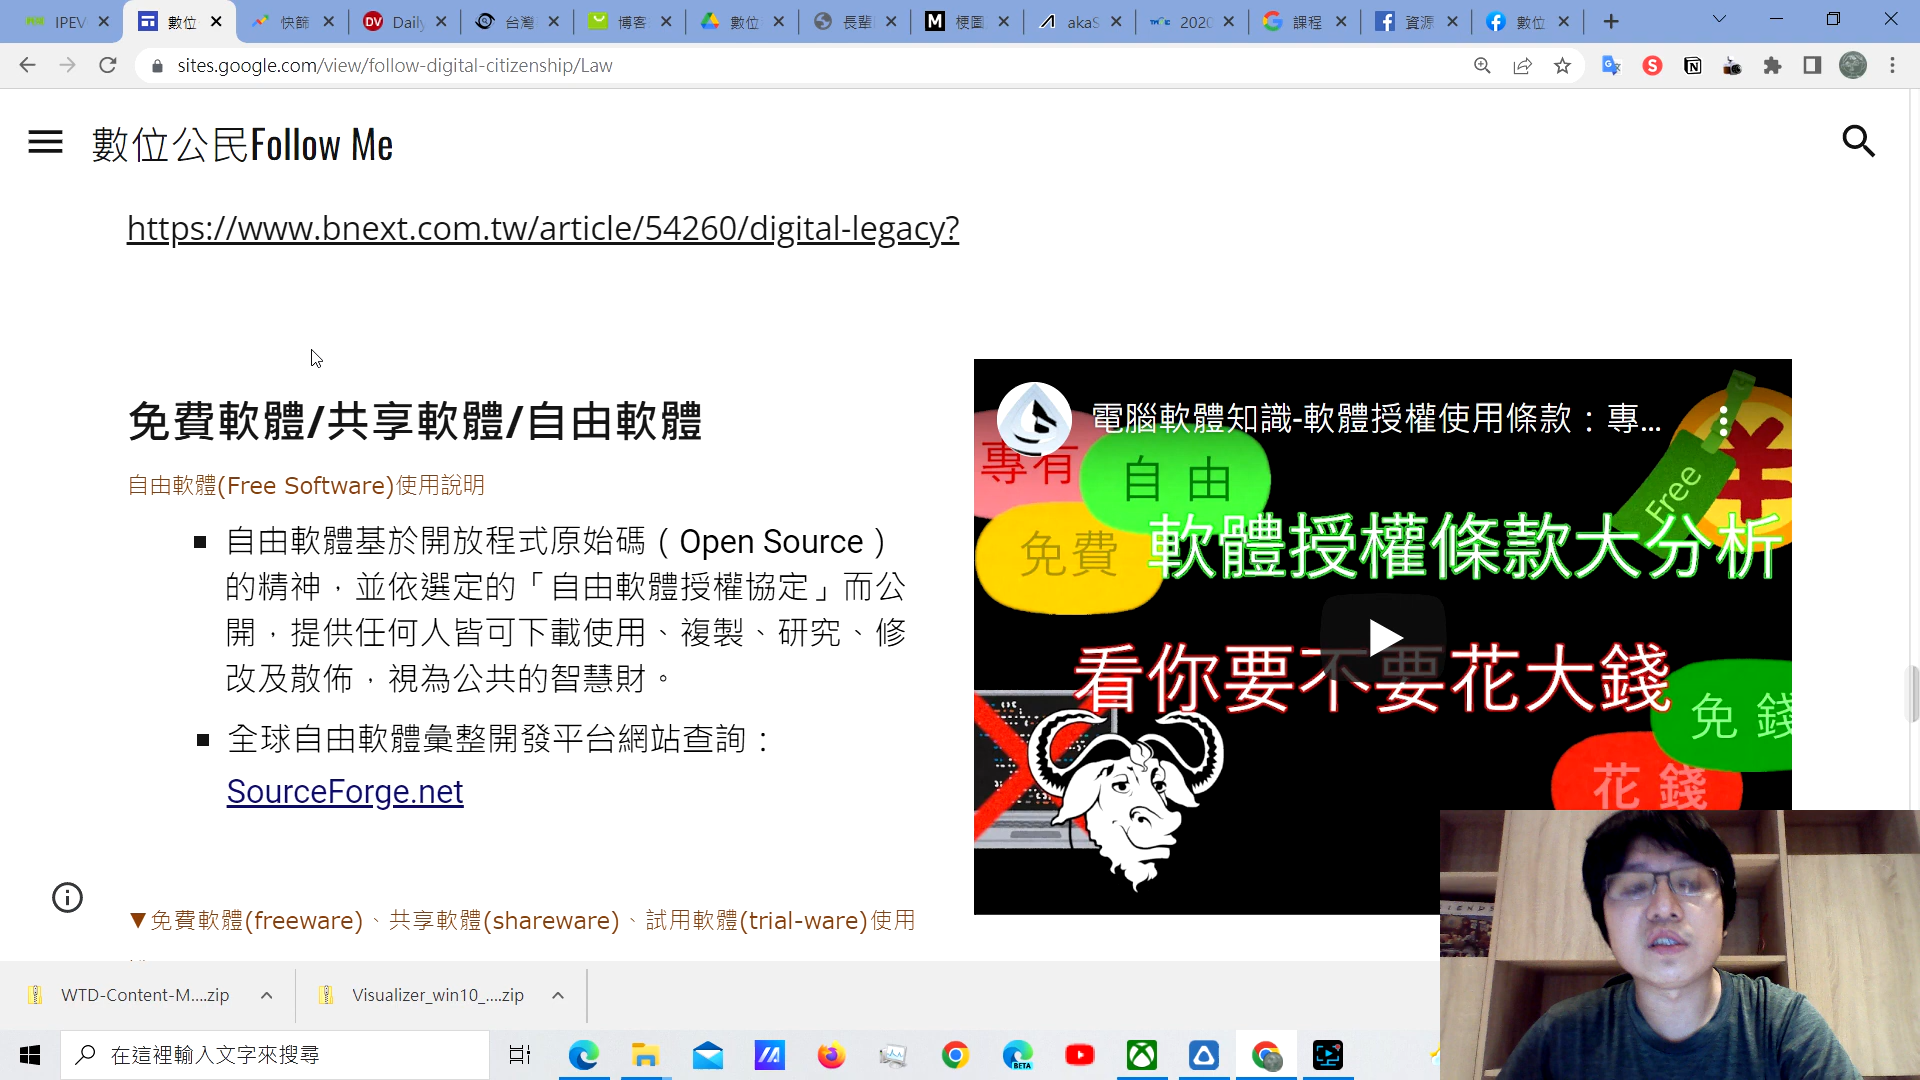 IPEV
數位
快篩
Daily
台灣
博客
數位
長輩
梗圖
akaS
2020
課程
資源
數位
sites.google.com/view/follow-digital-citizenship/Law
數位公民Follow Me
https://www.bnext.com.tw/article/54260/digital-legacy?
免費軟體/共享軟體/自由軟體
自由軟體(Free Software)使用說明
自由軟體基於開放程式原始碼（Open Source）
的精神，並依選定的「自由軟體授權協定」而公
開，提供任何人皆可下載使用、複製、研究、修
改及散佈，視為公共的智慧財。
全球自由軟體彙整開發平台網站查詢：
SourceForge.net
▼免費軟體(freeware)、共享軟體(shareware)、試用軟體(trial-ware)使用
電腦軟體知識-軟體授權使用條款：專...
專有
自由
Free
免費
軟體授權條款大分析
看你要不要花大錢
免錢
花錢
WTD-Content-M....zip
Visualizer_win10_....zip
在這裡輸入文字來搜尋
BETA